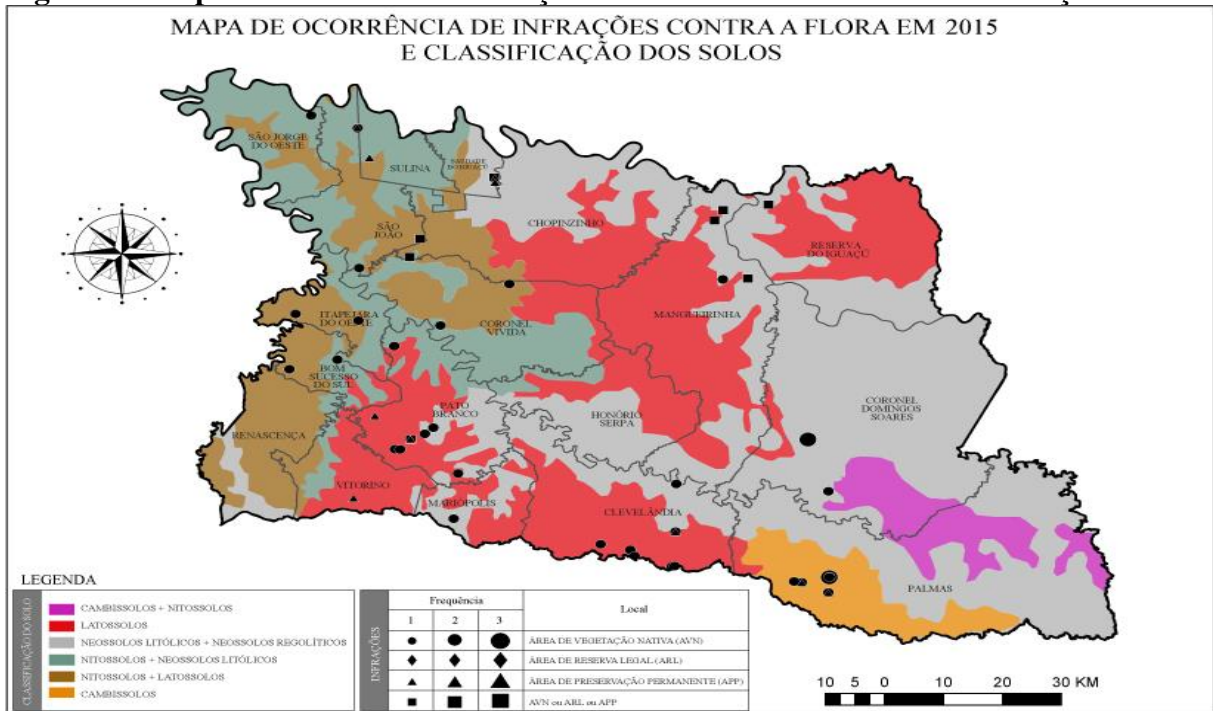 MAPA DE OCORRÊNCIA DE INFRAÇÕES CONTRA A FLORA EM 2015
E CLASSIFICAÇÃO DOS SOLOS
SÃO JORGE
DO OESTE
SULINA
SAUDADE
DO IGUAÇÚ
CHOPINZINHO
SÃO
JOÃO
RESERVA
DO IGUAÇÚ
MANGUEIRINHA
ITAPEJARA
DO OESTE
CORONEL
VIVIDA
BOM
SUCESSO
DO SUL
PATO
BRANCO
HONÓRIO
SERPA
CORONEL
DOMINGOS
SOARES
RENASCENÇA
VITORINO
MARIÓPOLIS
CLEVELÂNDIA
PALMAS
LEGENDA
CLASSIFICAÇÃO DO SOLO
CAMBISSOLOS + NITOSSOLOS
LATOSSOLOS
NEOSSOLOS LITÓLICOS + NEOSSOLOS REGOLÍTICOS
NITOSSOLOS + NEOSSOLOS LITÓLICOS
NITOSSOLOS + LATOSSOLOS
CAMBISSOLOS
INFRAÇÕES
Frequência Local
1 2 3
ÁREA DE VEGETAÇÃO NATIVA (AVN)
ÁREA DE RESERVA LEGAL (ARL)
ÁREA DE PRESERVAÇÃO PERMANENTE (APP)
AVN ou ARL ou APP
10 5 0 10 20 30 KM